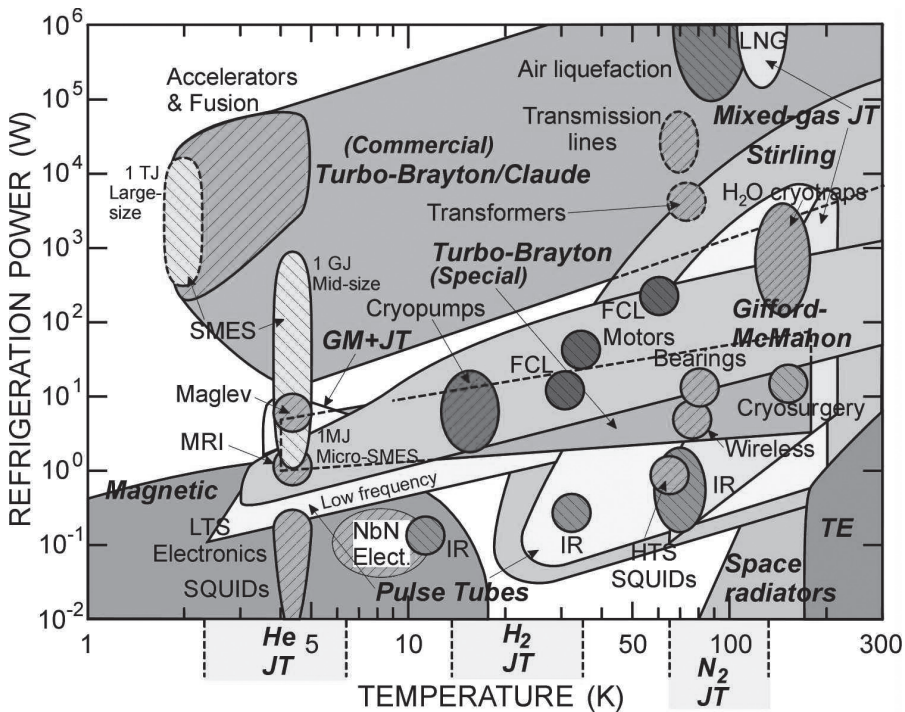 REFRIGERATION POWER (W)
10^6
10^5
10^4
10^3
10^2
10^1
10^0
10^-1
10^-2
Accelerators
& Fusion
Air liquefaction
LNG
Mixed-gas JT
Transmission
lines
Stirling
(Commercial)
Turbo-Brayton/Claude
1 TJ
Large-
size
H2O cryotraps
Transformers
Turbo-Brayton
(Special)
1 GJ
Mid-size
Cryopumps
SMES
GM+JT
FCL
Motors
Gifford-
McMahon
FCL
Bearings
Maglev
Cryosurgery
MRI
1MJ
Micro-SMES
Wireless
Magnetic
Low frequency
IR
LTS
Electronics
NbN
Elect.
IR
IR
HTS
SQUIDs
TE
SQUIDs
Pulse Tubes
Space
radiators
1
5
10
50
100
300
He
JT
H2
JT
N2
JT
TEMPERATURE (K)